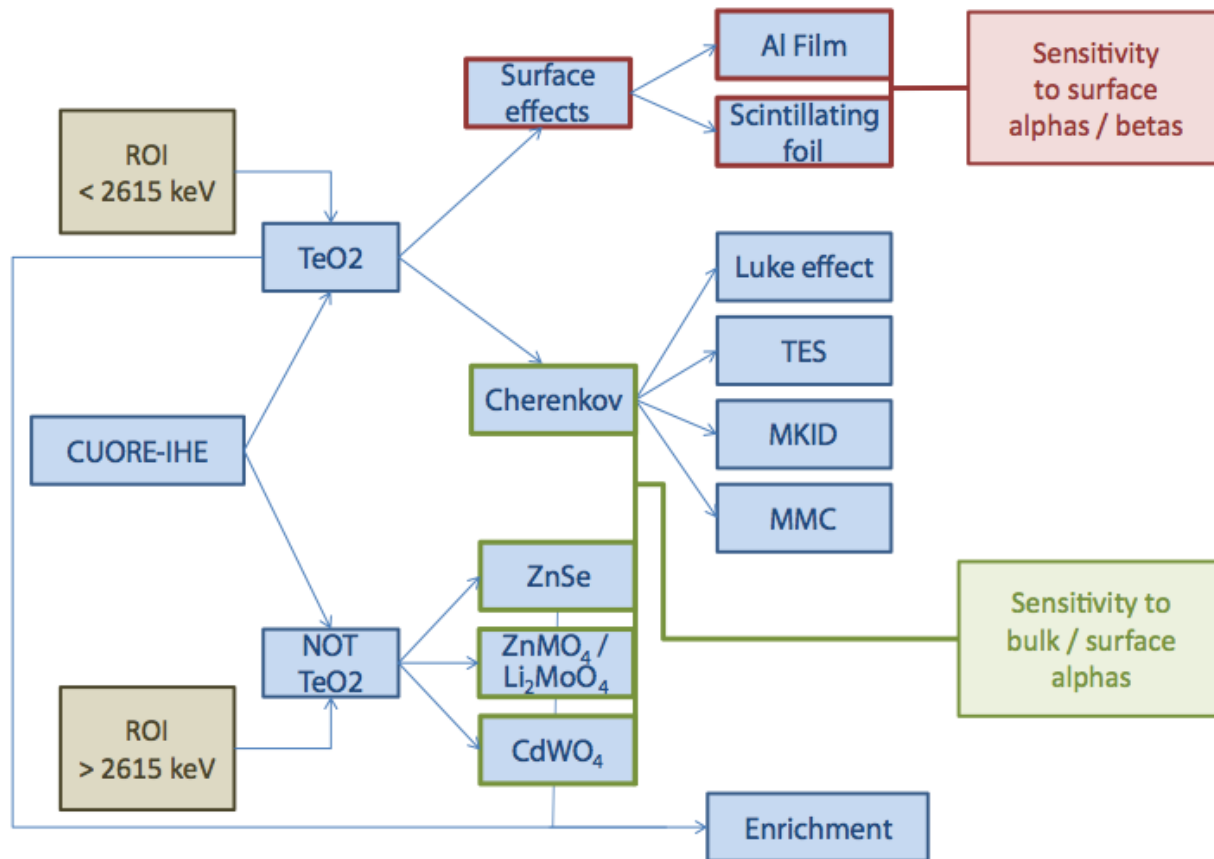 Al Film
Surface
effects
Scintillating
foil
Sensitivity
to surface
alphas / betas
ROI
< 2615 keV
TeO2
Luke effect
TES
Cherenkov
MKID
CUORE-IHE
MMC
ZnSe
NOT
TeO2
ZnMO₄ /
Li₂MoO₄
Sensitivity to
bulk / surface
alphas
ROI
> 2615 keV
CdWO₄
Enrichment